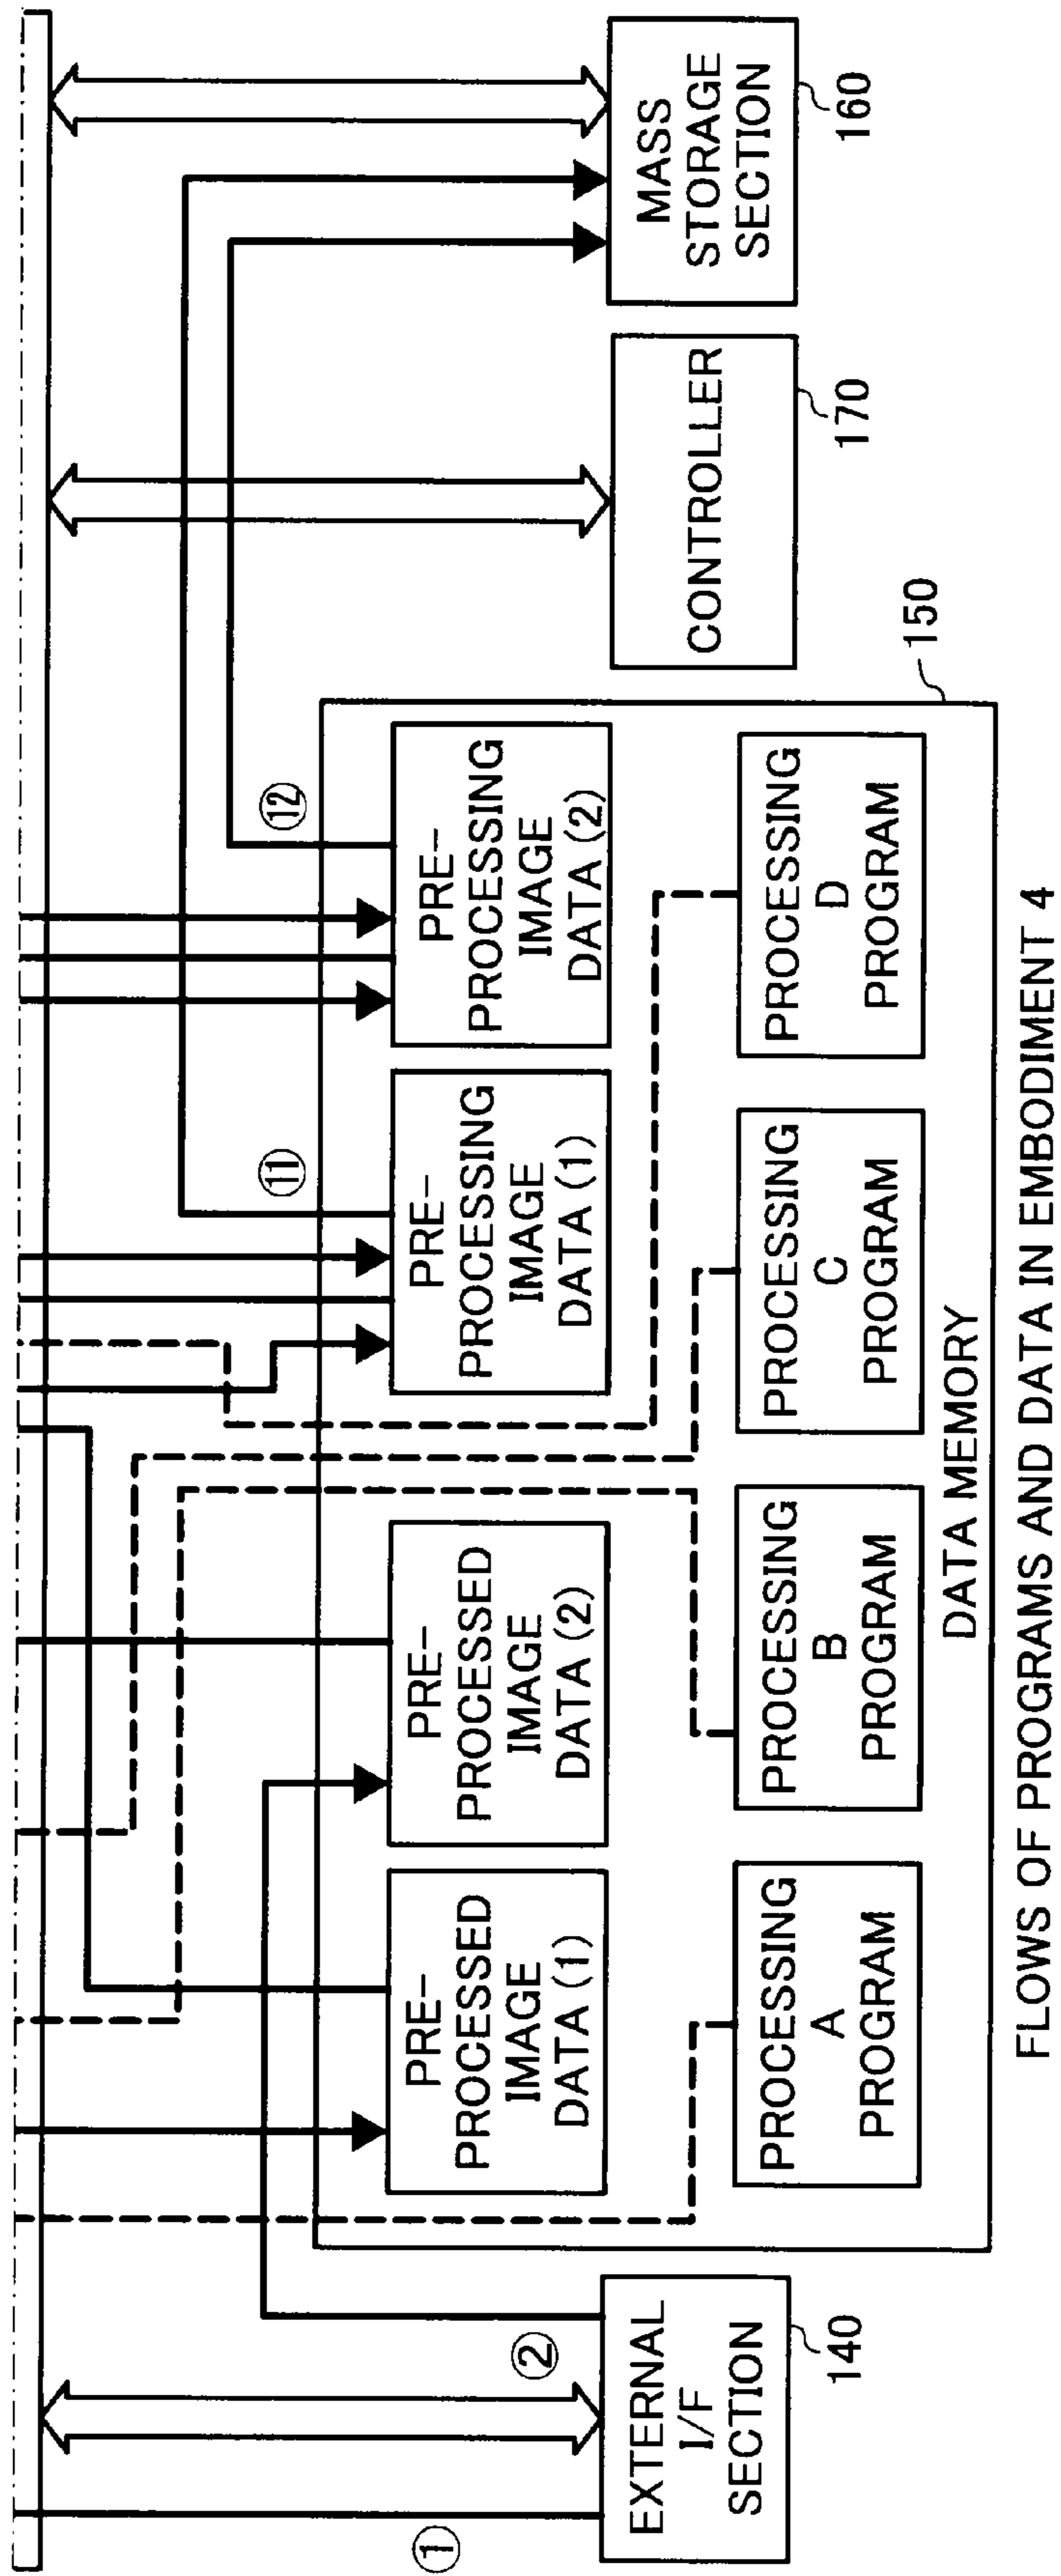 ①
②
EXTERNAL
I/F
SECTION
140
PRE-
PROCESSED
IMAGE
DATA (1)
PRE-
PROCESSED
IMAGE
DATA (2)
⑪
PRE-
PROCESSING
IMAGE
DATA (1)
⑫
PRE-
PROCESSING
IMAGE
DATA (2)
PROCESSING
A
PROGRAM
PROCESSING
B
PROGRAM
PROCESSING
C
PROGRAM
PROCESSING
D
PROGRAM
DATA MEMORY
150
CONTROLLER
170
MASS
STORAGE
SECTION
160
FLOWS OF PROGRAMS AND DATA IN EMBODIMENT 4